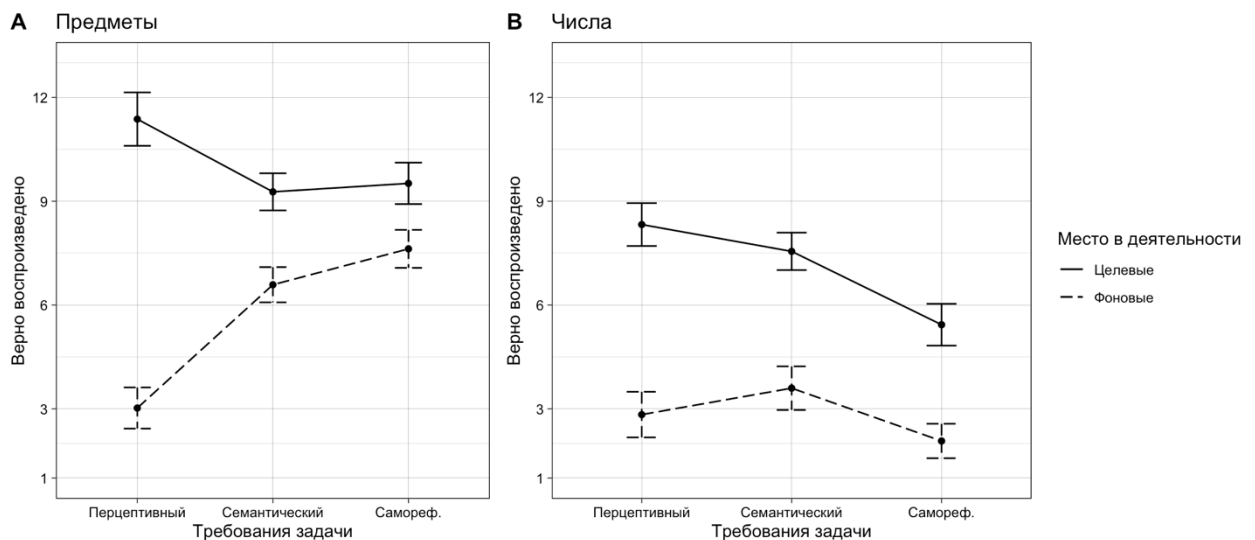 A Предметы
Верно воспроизведено
12
9
6
3
1
Перцептивный Семантический Самореф.
Требования задачи
B Числа
Верно воспроизведено
12
9
6
3
1
Перцептивный Семантический Самореф.
Требования задачи
Место в деятельности
Целевые
Фоновые